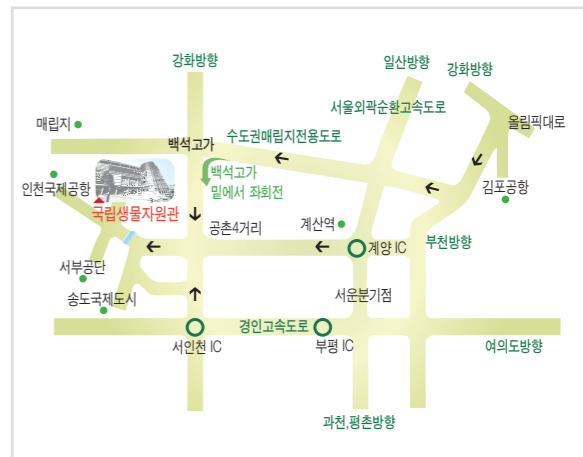 강화방향
일산방향
강화방향
서울외곽순환고속도로
매립지
백석고가
수도권매립지전용도로
올림픽대로
백석고가
밑에서 좌회전
인천국제공항
김포공항
국립생물자원관
공촌4거리
계산역
계양 IC
부천방향
서부공단
송도국제도시
서운분기점
경인고속도로
서인천 IC
부평 IC
여의도방향
과천,평촌방향